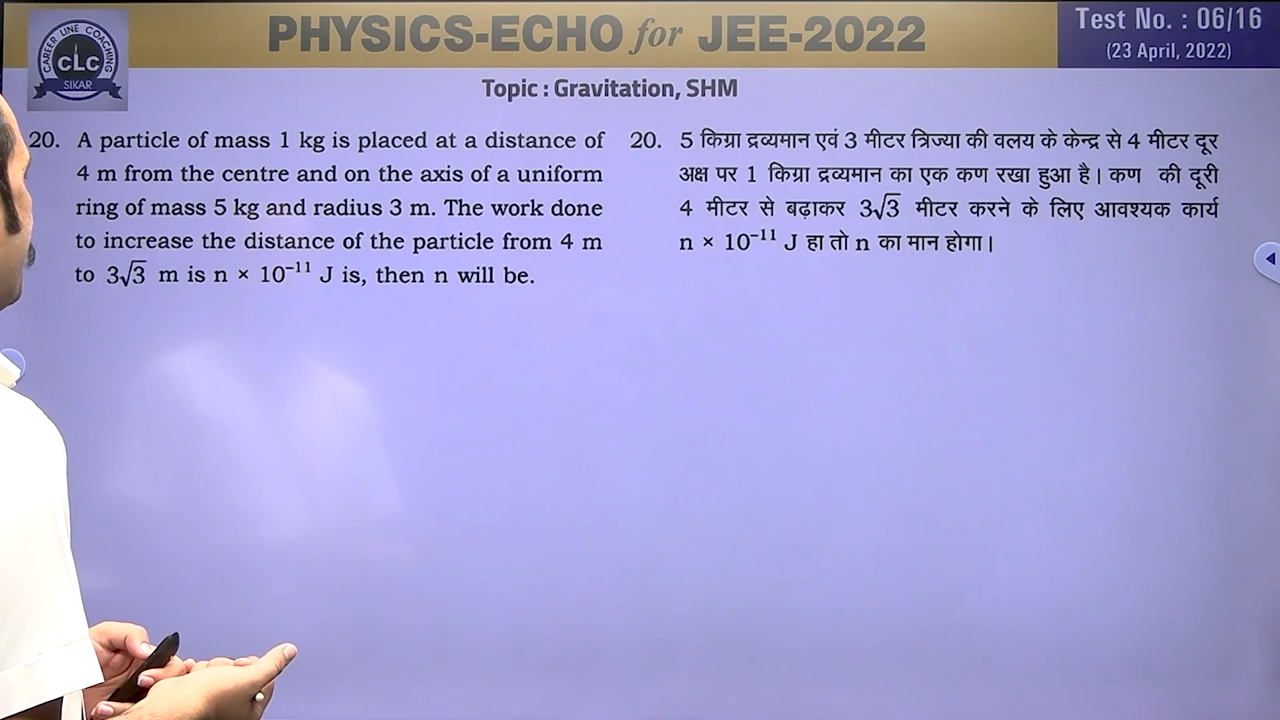 PHYSICS-ECHO for JEE-2022
Test No. : 06/16
(23 April, 2022)
CAREER LINE COACHING
CLC
SIKAR
Topic : Gravitation, SHM
20. A particle of mass 1 kg is placed at a distance of
4 m from the centre and on the axis of a uniform
ring of mass 5 kg and radius 3 m. The work done
to increase the distance of the particle from 4 m
to 3√3 m is n × 10⁻¹¹ J is, then n will be.
20. 5 किग्रा द्रव्यमान एवं 3 मीटर त्रिज्या की वलय के केन्द्र से 4 मीटर दूर
अक्ष पर 1 किग्रा द्रव्यमान का एक कण रखा हुआ है। कण की दूरी
4 मीटर से बढ़ाकर 3√3 मीटर करने के लिए आवश्यक कार्य
n × 10⁻¹¹ J हा तो n का मान होगा।